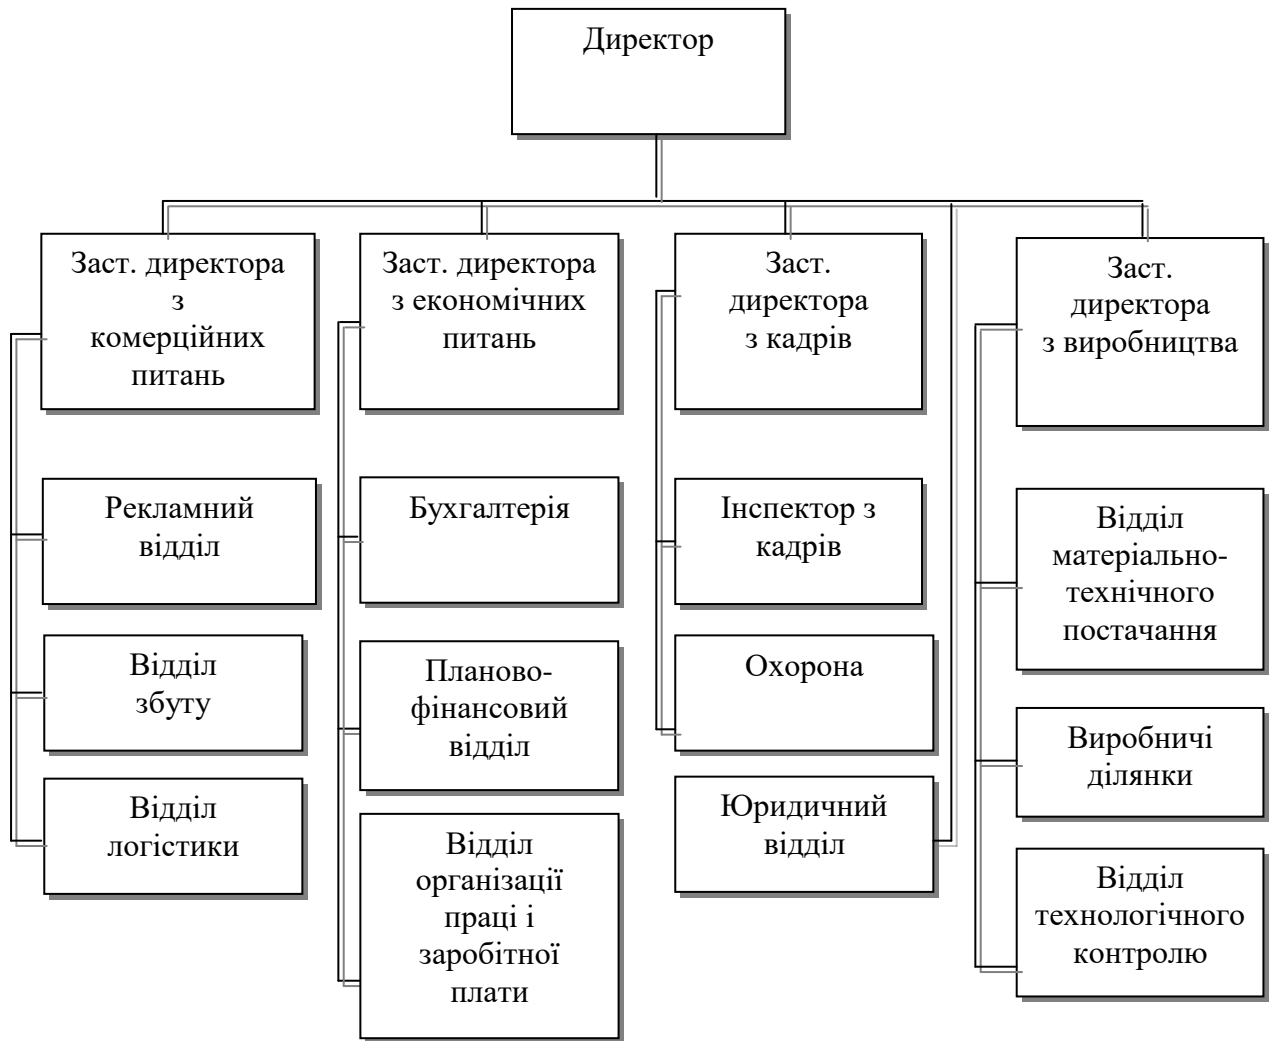 Директор
Заст. директора
з
комерційних
питань
Заст. директора
з економічних
питань
Заст.
директора
з кадрів
Заст.
директора
з виробництва
Рекламний
відділ
Бухгалтерія
Інспектор з
кадрів
Відділ
матеріально-
технічного
постачання
Відділ
збуту
Планово-
фінансовий
відділ
Охорона
Виробничі
ділянки
Відділ
логістики
Відділ
організації
праці і
заробітної
плати
Юридичний
відділ
Відділ
технологічного
контролю